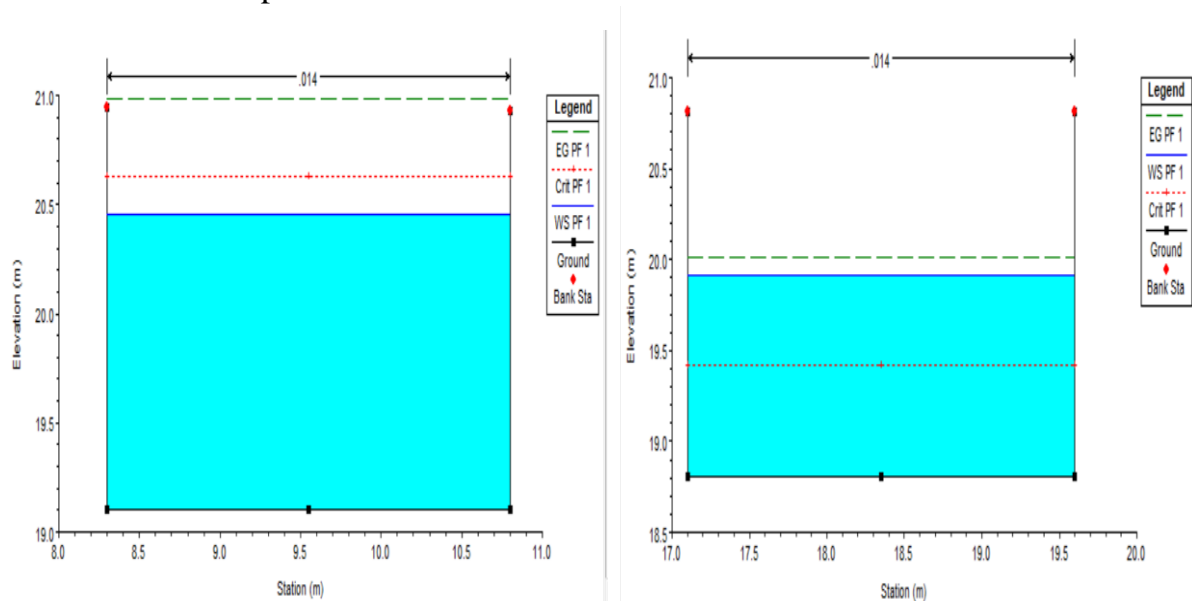 .014
21.0
20.5
20.0
19.5
19.0
Elevation (m)
8.0 8.5 9.0 9.5 10.0 10.5 11.0
Station (m)
Legend
EG PF 1
Crit PF 1
WS PF 1
Ground
Bank Sta
.014
21.0
20.5
20.0
19.5
19.0
18.5
Elevation (m)
17.0 17.5 18.0 18.5 19.0 19.5 20.0
Station (m)
Legend
EG PF 1
WS PF 1
Crit PF 1
Ground
Bank Sta